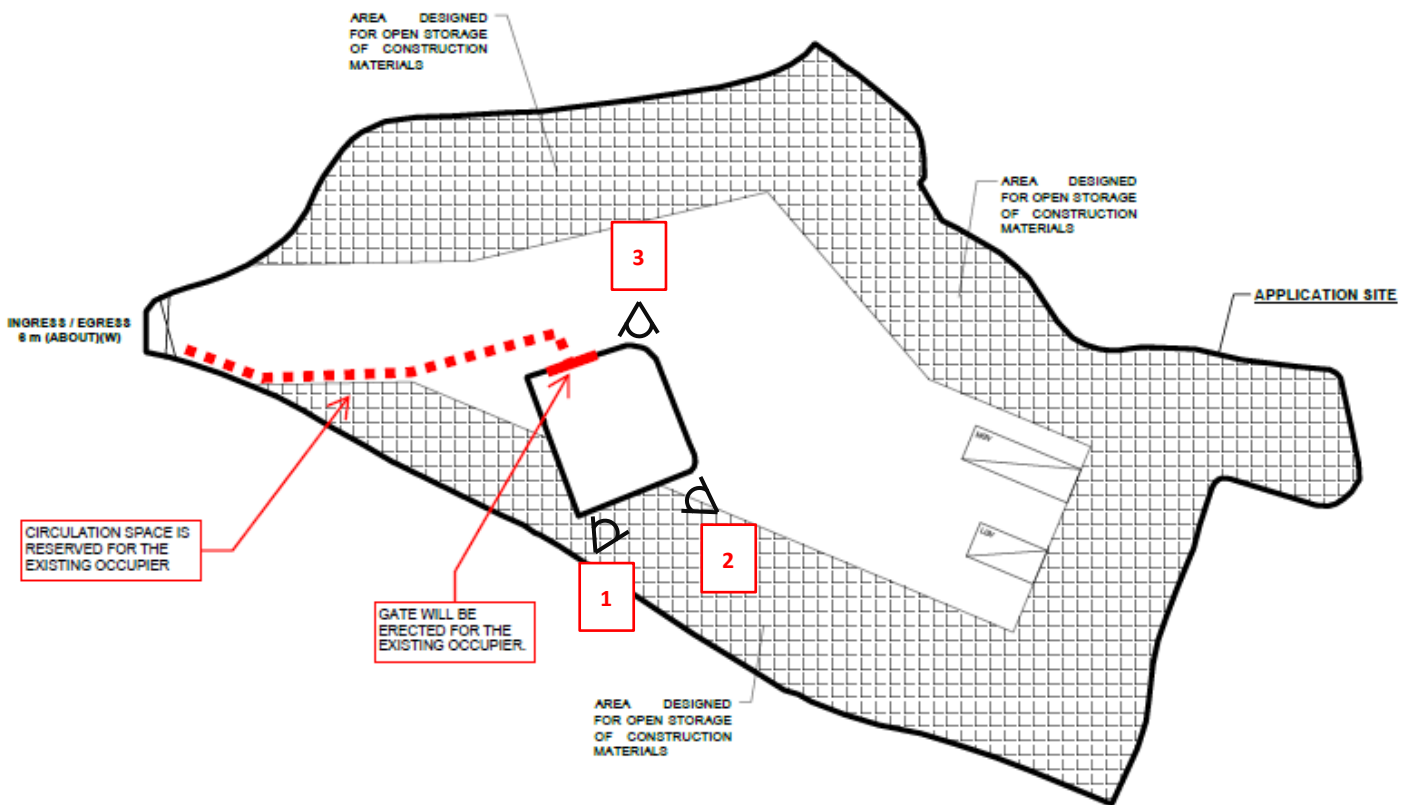 AREA DESIGNED
FOR OPEN STORAGE
OF CONSTRUCTION
MATERIALS
AREA DESIGNED
FOR OPEN STORAGE
OF CONSTRUCTION
MATERIALS
3
APPLICATION SITE
INGRESS / EGRESS
6 m (ABOUT)(W)
MGV
LGV
CIRCULATION SPACE IS
RESERVED FOR THE
EXISTING OCCUPIER
2
1
GATE WILL BE
ERECTED FOR THE
EXISTING OCCUPIER.
AREA DESIGNED
FOR OPEN STORAGE
OF CONSTRUCTION
MATERIALS